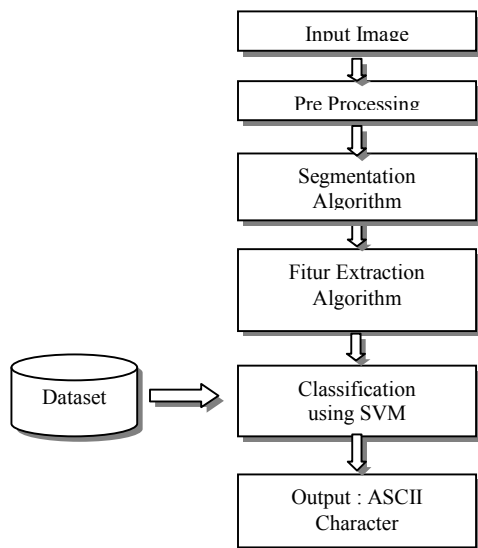 Input Image
Pre Processing
Segmentation
Algorithm
Fitur Extraction
Algorithm
Dataset
Classification
using SVM
Output : ASCII
Character